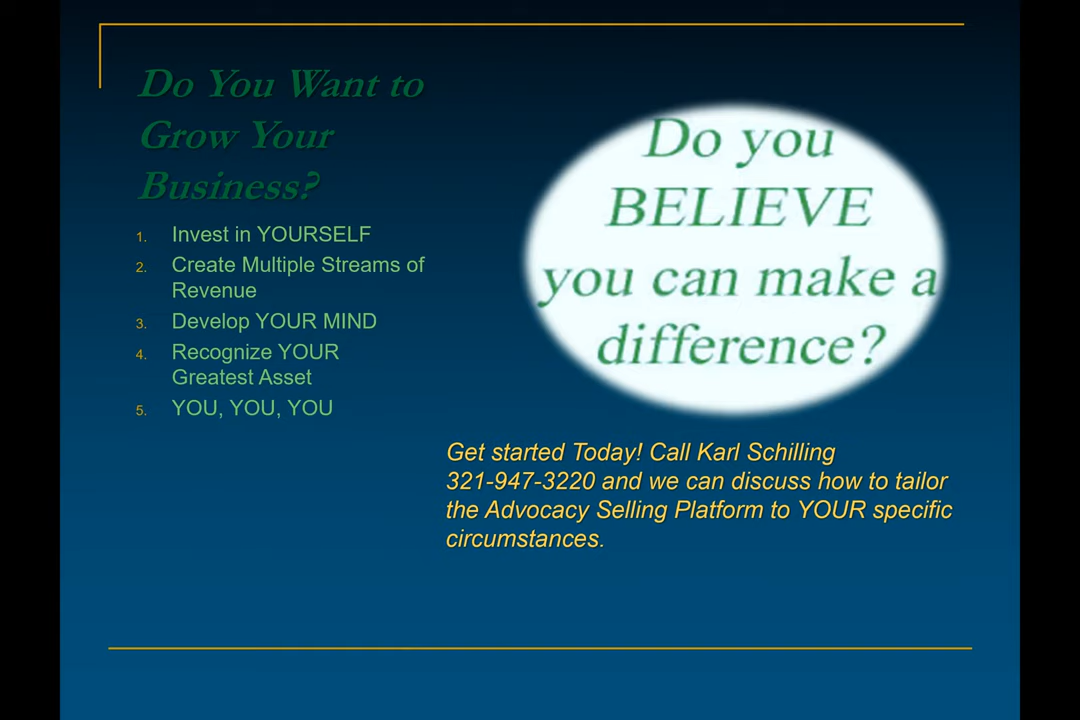 Do You Want to
Grow Your
Business?
1. Invest in YOURSELF
2. Create Multiple Streams of
Revenue
3. Develop YOUR MIND
4. Recognize YOUR
Greatest Asset
5. YOU, YOU, YOU
Do you
BELIEVE
you can make a
difference?
Get started Today! Call Karl Schilling
321-947-3220 and we can discuss how to tailor
the Advocacy Selling Platform to YOUR specific
circumstances.